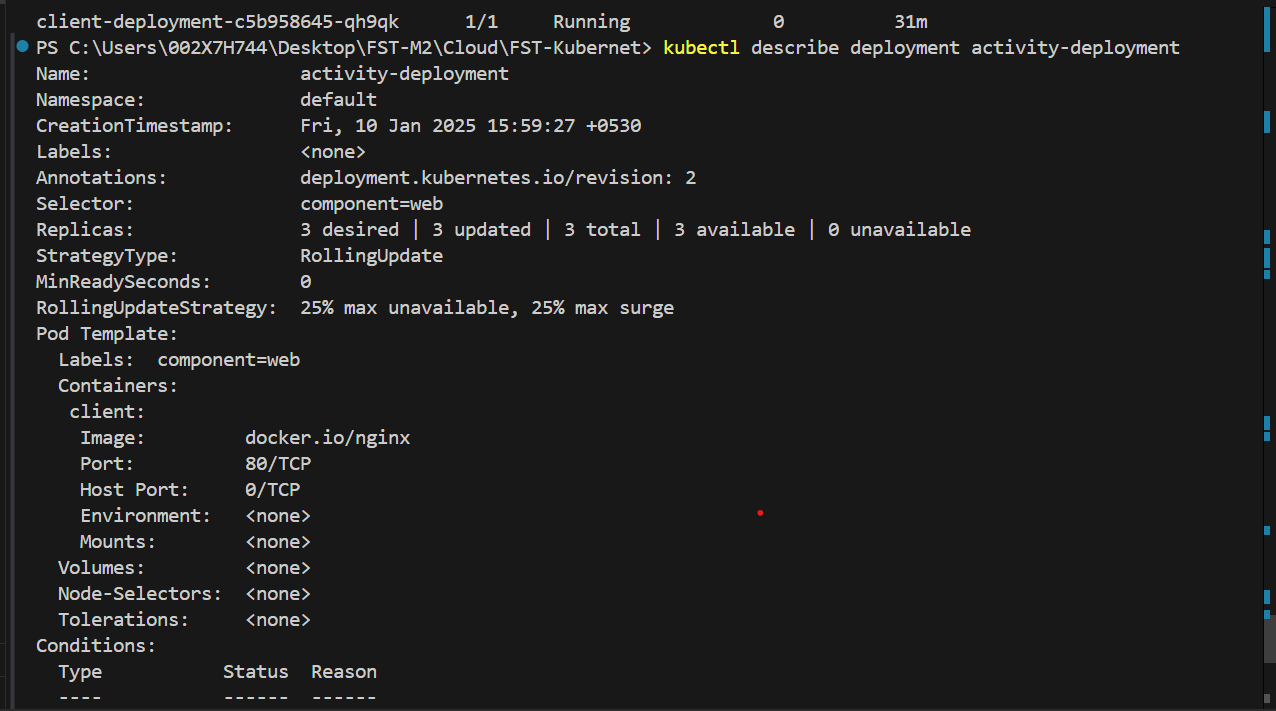 client-deployment-c5b958645-qh9qk      1/1     Running             0          31m
PS C:\Users\002X7H744\Desktop\FST-M2\Cloud\FST-Kubernet> kubectl describe deployment activity-deployment
Name:                   activity-deployment
Namespace:              default
CreationTimestamp:      Fri, 10 Jan 2025 15:59:27 +0530
Labels:                 <none>
Annotations:            deployment.kubernetes.io/revision: 2
Selector:               component=web
Replicas:               3 desired | 3 updated | 3 total | 3 available | 0 unavailable
StrategyType:           RollingUpdate
MinReadySeconds:        0
RollingUpdateStrategy:  25% max unavailable, 25% max surge
Pod Template:
  Labels:  component=web
  Containers:
   client:
    Image:         docker.io/nginx
    Port:          80/TCP
    Host Port:     0/TCP
    Environment:   <none>
    Mounts:        <none>
  Volumes:         <none>
  Node-Selectors:  <none>
  Tolerations:     <none>
Conditions:
  Type           Status  Reason
  ----           ------  ------